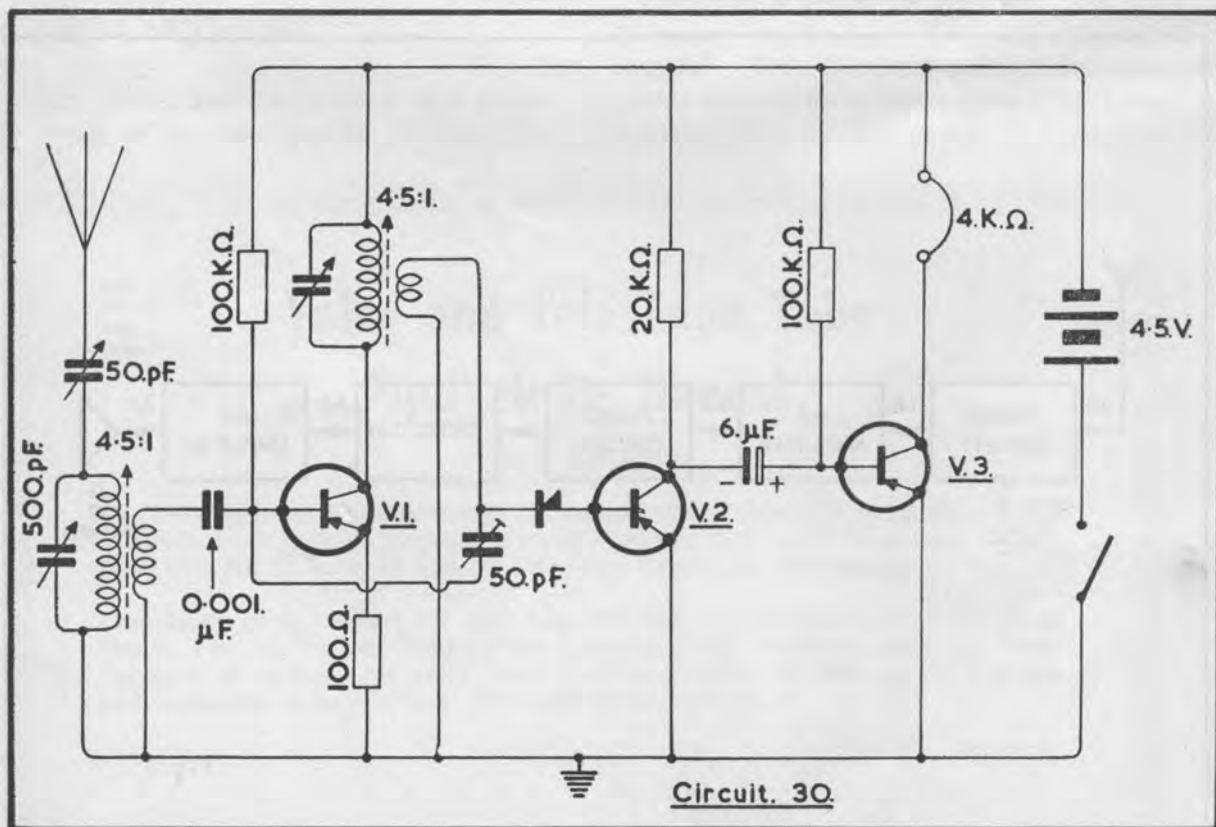 4·5:1.
100.K.Ω.
20.K.Ω.
100.K.Ω.
4.K.Ω.
4·5.V.
50.pF.
4·5:1
500.pF.
6.µF.
- +
V.1.
V.2.
V.3.
50.pF.
0·001.
µF.
100.Ω.
Circuit. 30.